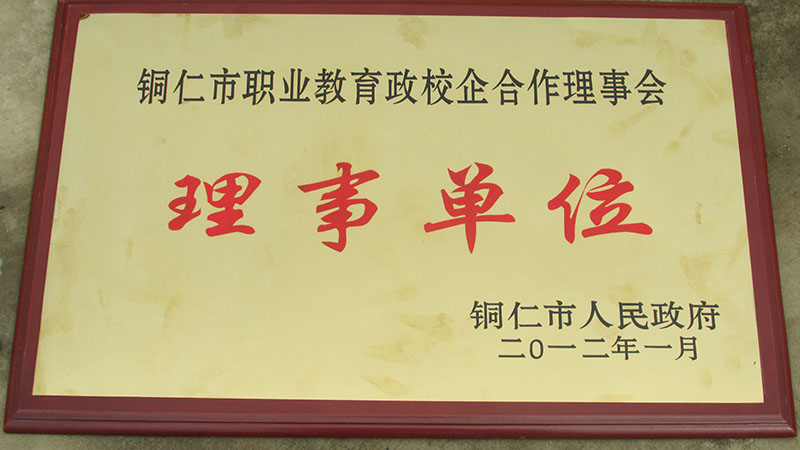 铜仁市职业教育政校企合作理事会
理事单位
铜仁市人民政府
二0一二年一月